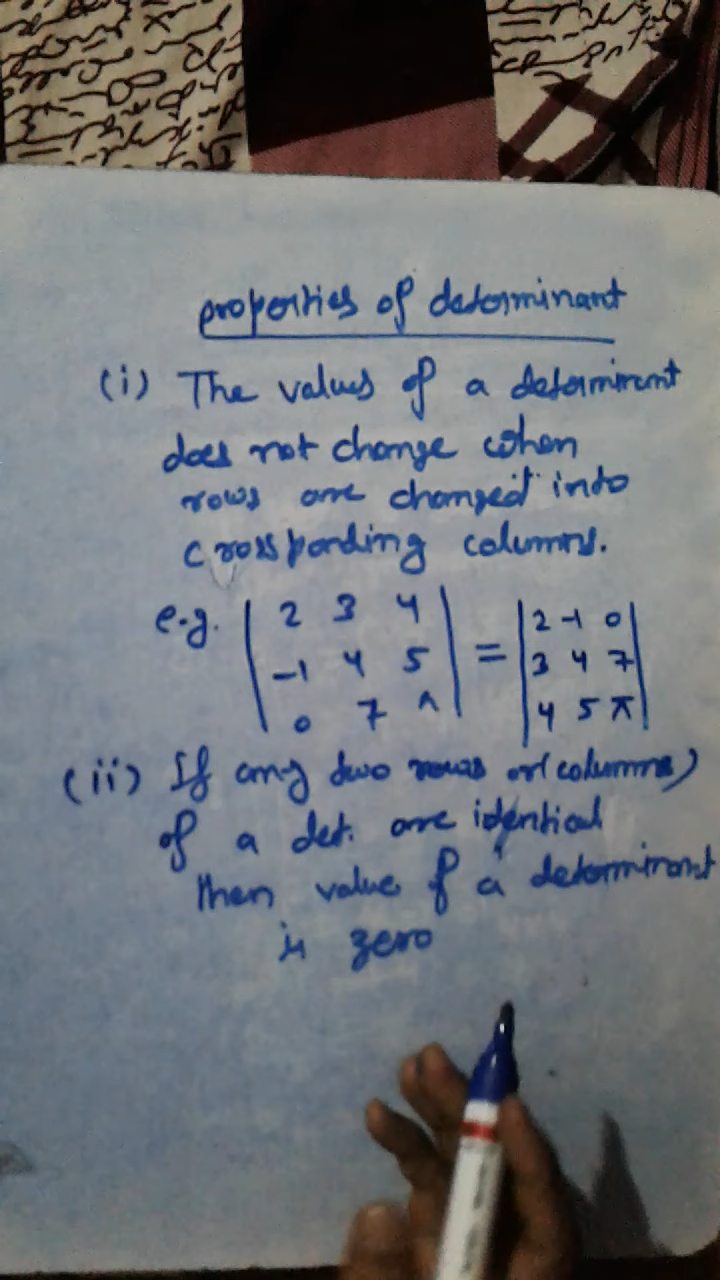 properties of determinant
(i) The values of a determinant
does not change when
rows are changed into
crossponding columns.
e.g. | 2 3 4 | = | 2 -1 0 |
| -1 4 5 | | 3 4 7 |
| 0 7 π | | 4 5 π |
(ii) If any two rows or (columns)
of a det. are identical
then value of a determinant
is zero